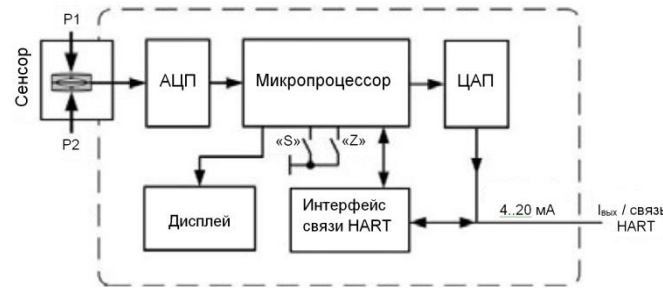 P1
Сенсор
P2
АЦП
Микропроцессор
ЦАП
«S»
«Z»
Дисплей
Интерфейс
связи HART
4..20 мА
Iвых / связь
HART